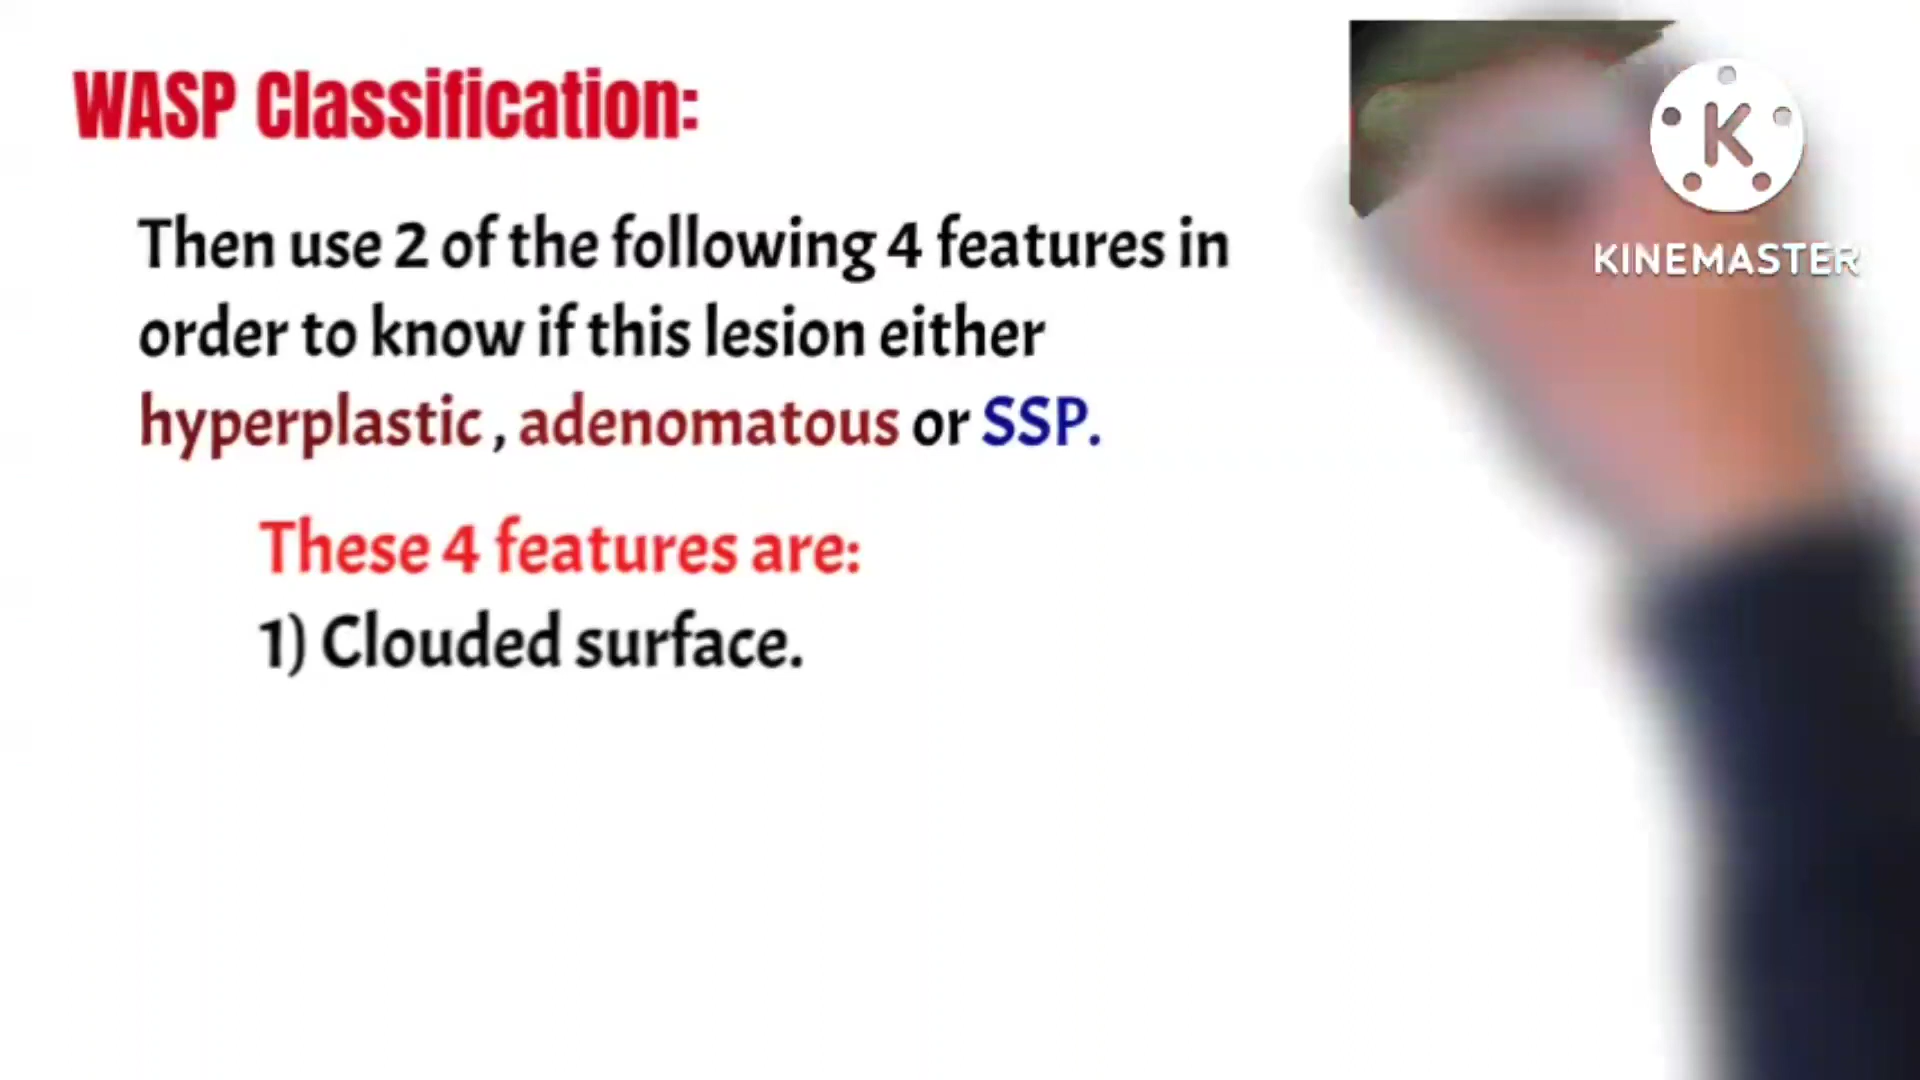 WASP Classification:
Then use 2 of the following 4 features in
order to know if this lesion either
hyperplastic , adenomatous or SSP.
These 4 features are:
1) Clouded surface.
K
KINEMASTER